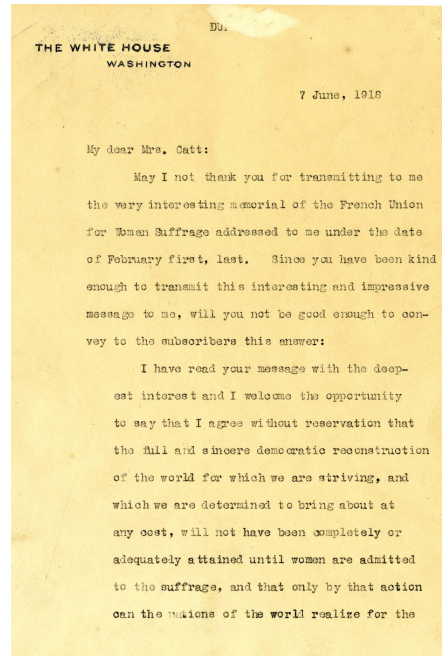 THE WHITE HOUSE
WASHINGTON
7 June, 1918
My dear Mrs. Catt:
May I not thank you for transmitting to me
the very interesting memorial of the French Union
for Woman Suffrage addressed to me under the date
of February first, last. Since you have been kind
enough to transmit this interesting and impressive
message to me, will you not be good enough to con-
vey to the subscribers this answer:
I have read your message with the deep-
est interest and I welcome the opportunity
to say that I agree without reservation that
the full and sincere democratic reconstruction
of the world for which we are striving, and
which we are determined to bring about at
any cost, will not have been completely or
adequately attained until women are admitted
to the suffrage, and that only by that action
can the nations of the world realize for the